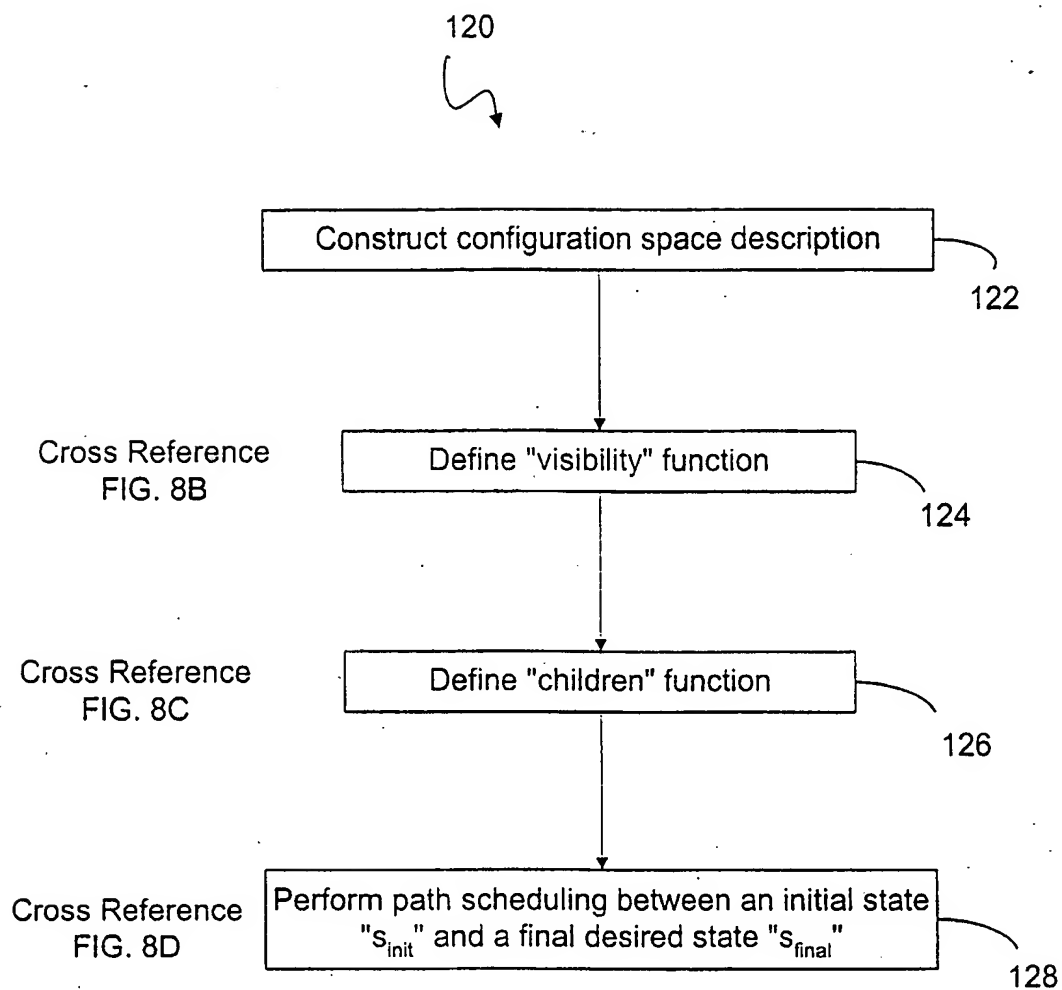 120
Construct configuration space description
122
Cross Reference
FIG. 8B
Define "visibility" function
124
Cross Reference
FIG. 8C
Define "children" function
126
Cross Reference
FIG. 8D
Perform path scheduling between an initial state
"s_init" and a final desired state "s_final"
128